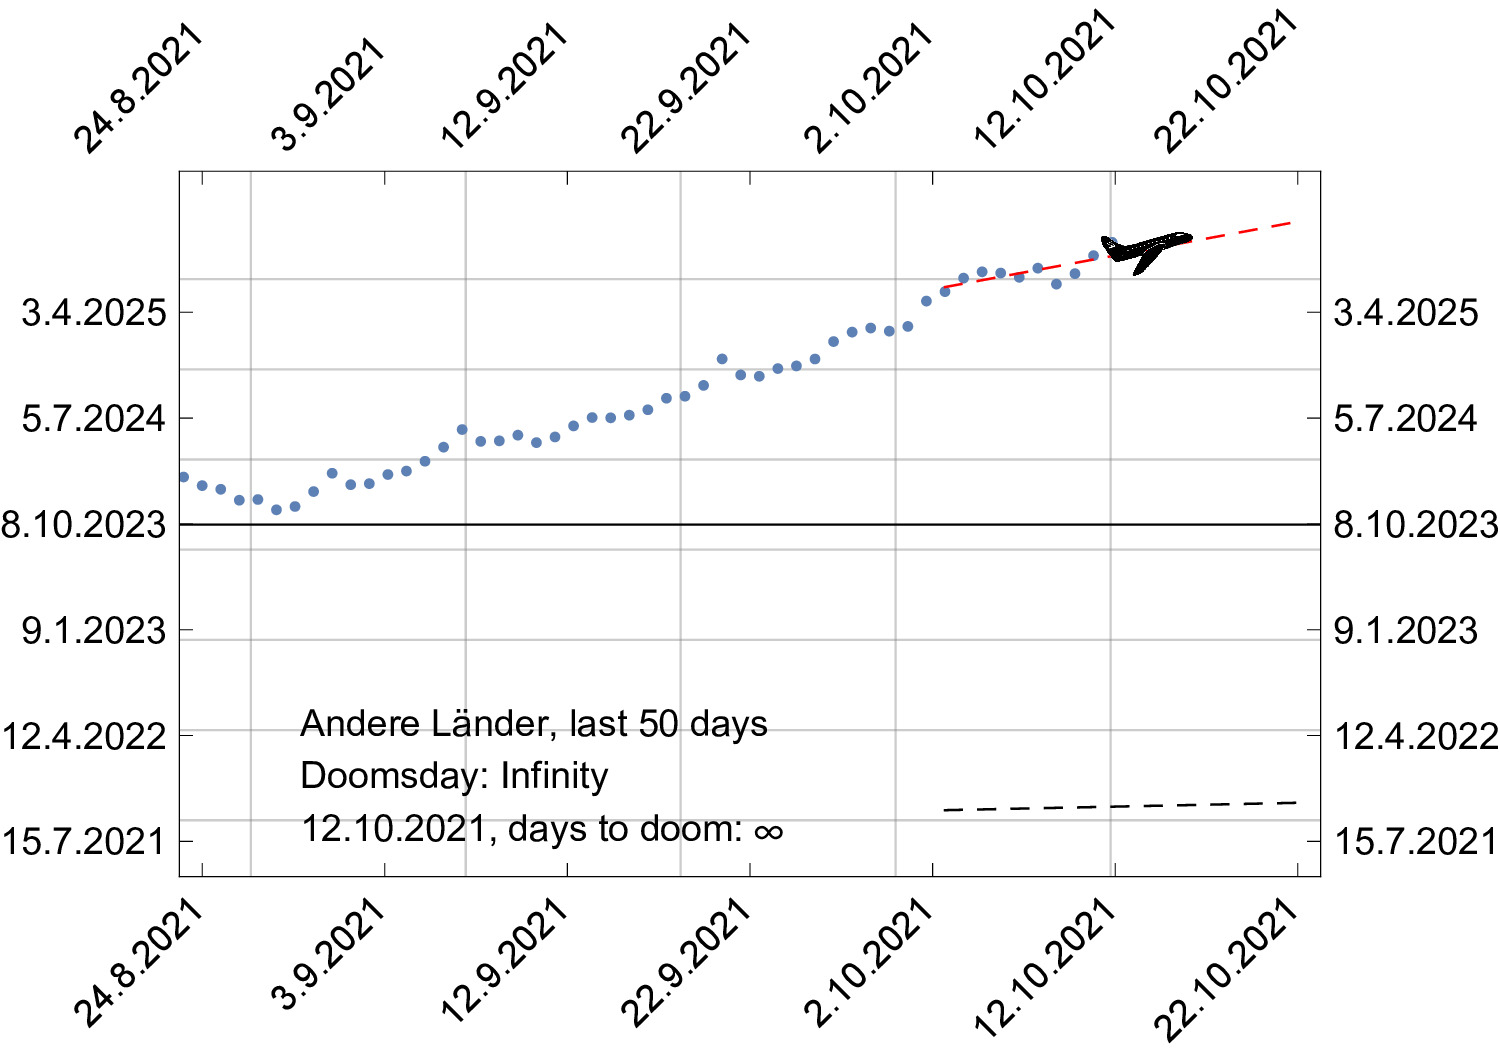 24.8.2021 3.9.2021 12.9.2021 22.9.2021 2.10.2021 12.10.2021 22.10.2021
3.4.2025 3.4.2025
5.7.2024 5.7.2024
8.10.2023 8.10.2023
9.1.2023 9.1.2023
Andere Länder, last 50 days
12.4.2022 12.4.2022
Doomsday: Infinity
12.10.2021, days to doom: ∞
15.7.2021 15.7.2021
24.8.2021 3.9.2021 12.9.2021 22.9.2021 2.10.2021 12.10.2021 22.10.2021